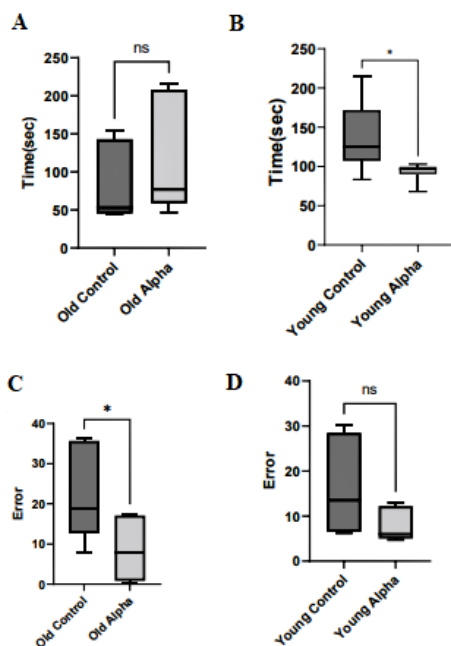 A
ns
250
200
150
100
50
0
Time(sec)
Old Control
Old Alpha
B
*
250
200
150
100
50
0
Time(sec)
Young Control
Young Alpha
C
*
40
30
20
10
0
Error
Old Control
Old Alpha
D
ns
40
30
20
10
0
Error
Young Control
Young Alpha